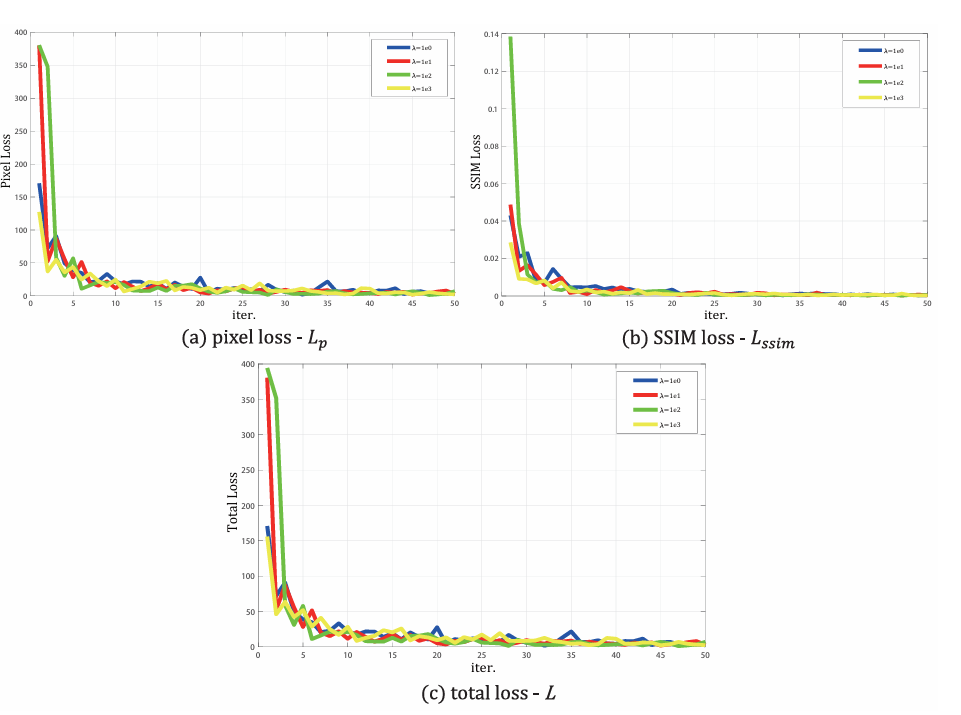 400
350
300
250
200
150
100
50
0
Pixel Loss
λ=1e0
λ=1e1
λ=1e2
λ=1e3
0 5 10 15 20 25 30 35 40 45 50
iter.
(a) pixel loss - Lp
0.14
0.12
0.1
0.08
0.06
0.04
0.02
0
SSIM Loss
λ=1e0
λ=1e1
λ=1e2
λ=1e3
5 10 15 20 25 30 35 40 45 50
iter.
(b) SSIM loss - Lssim
400
350
300
250
200
150
100
50
0
Total Loss
λ=1e0
λ=1e1
λ=1e2
λ=1e3
0 5 10 15 20 25 30 35 40 45 50
iter.
(c) total loss - L